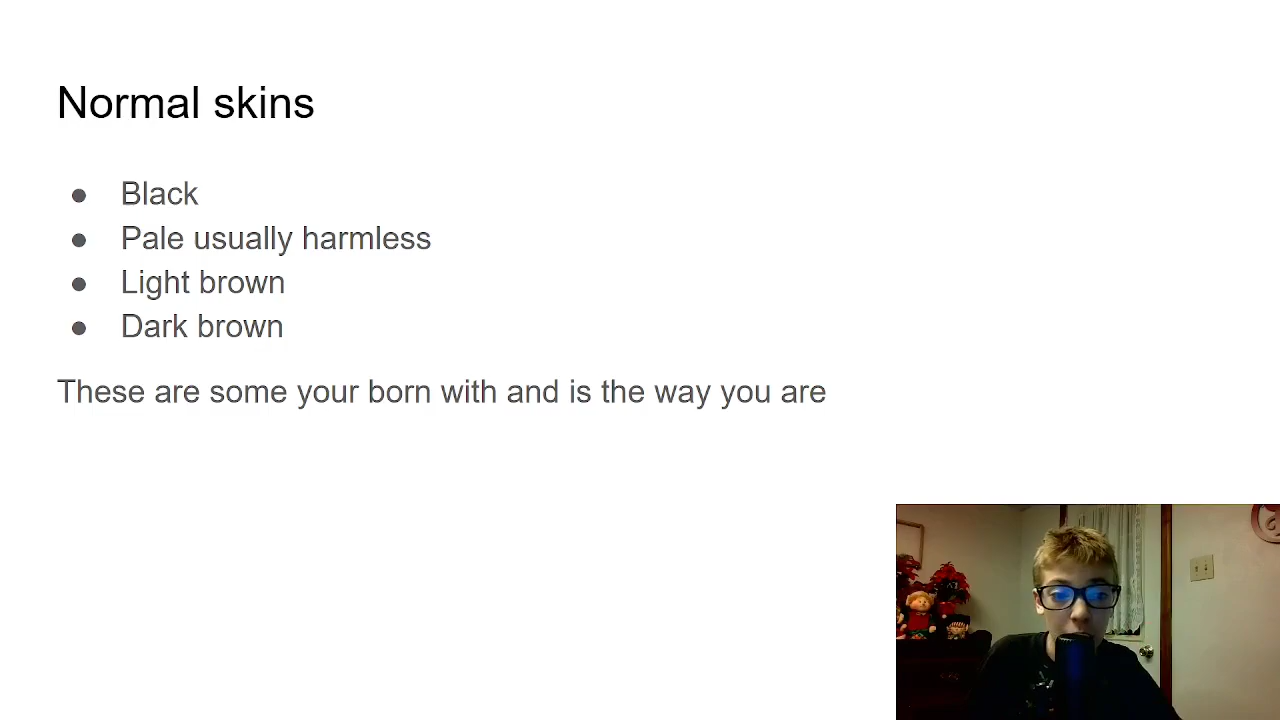 Normal skins
● Black
● Pale usually harmless
● Light brown
● Dark brown
These are some your born with and is the way you are